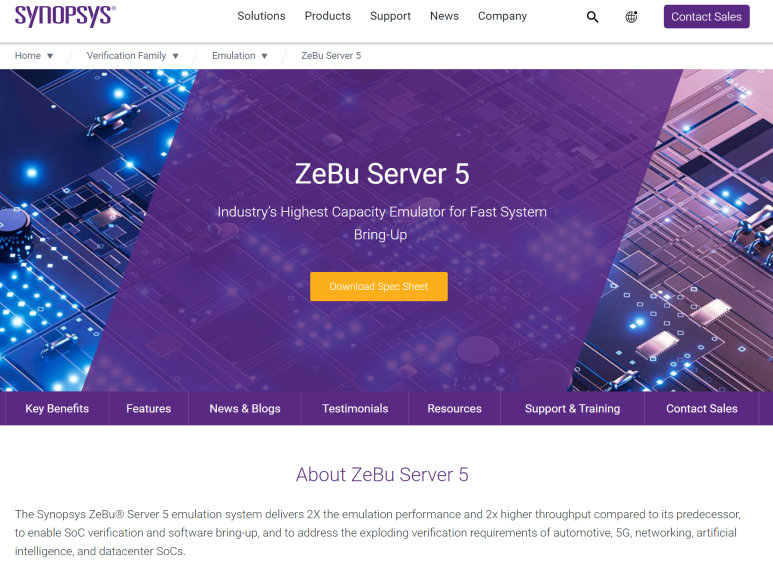 SYNOPSYS®
Solutions Products Support News Company Contact Sales
Home Verification Family Emulation ZeBu Server 5
ZeBu Server 5
Industry's Highest Capacity Emulator for Fast System
Bring-Up
Download Spec Sheet
Key Benefits Features News & Blogs Testimonials Resources Support & Training Contact Sales
About ZeBu Server 5
The Synopsys ZeBu® Server 5 emulation system delivers 2X the emulation performance and 2x higher throughput compared to its predecessor,
to enable SoC verification and software bring-up, and to address the exploding verification requirements of automotive, 5G, networking, artificial
intelligence, and datacenter SoCs.